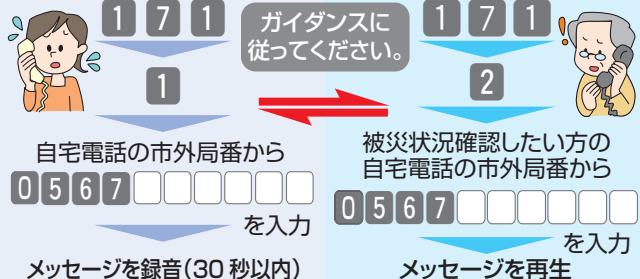 171
ガイダンスに
従ってください。
171
1
2
自宅電話の市外局番から
0567
を入力
メッセージを録音(30秒以内)
被災状況確認したい方の
自宅電話の市外局番から
0567
を入力
メッセージを再生